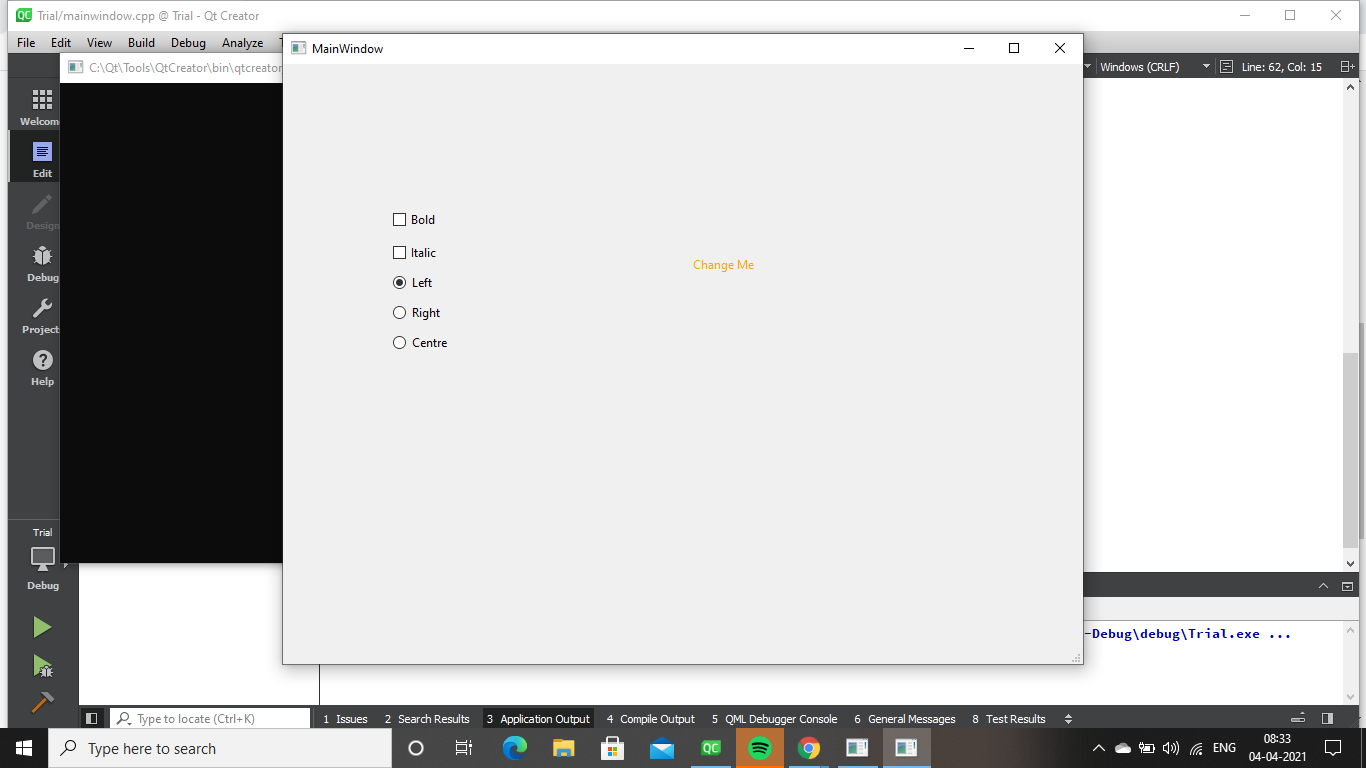 Trial/mainwindow.cpp @ Trial - Qt Creator
File Edit View Build Debug Analyze
MainWindow
C:\Qt\Tools\QtCreator\bin\qtcreator
Windows (CRLF) Line: 62, Col: 15
Welcom
Edit
Design
Debug
Project
Help
Bold
Italic
Left
Right
Centre
Change Me
Trial
Debug
-Debug\debug\Trial.exe ...
Type to locate (Ctrl+K) 1 Issues 2 Search Results 3 Application Output 4 Compile Output 5 QML Debugger Console 6 General Messages 8 Test Results
Type here to search
QC
ENG
08:33
04-04-2021